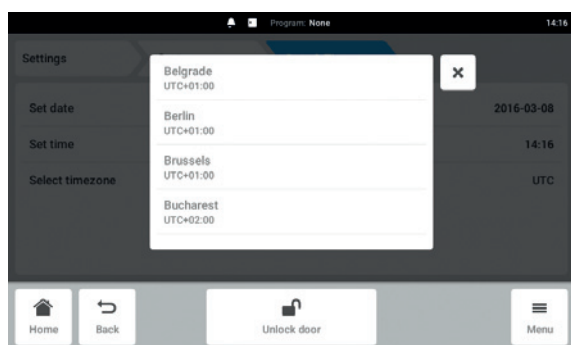 Program: None
14:16
Settings
Set date
2016-03-08
Set time
14:16
Select timezone
UTC
Belgrade
UTC+01:00
Berlin
UTC+01:00
Brussels
UTC+01:00
Bucharest
UTC+02:00
Home
Back
Unlock door
Menu